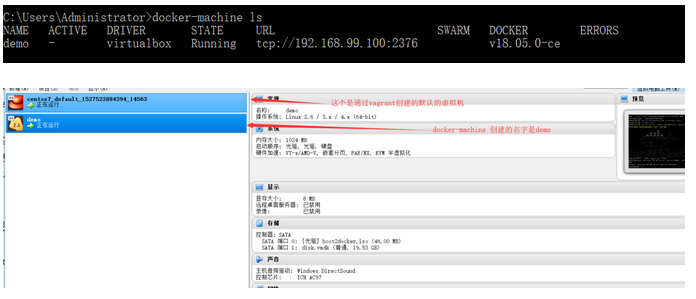 C:\Users\Administrator>docker-machine ls
NAME ACTIVE DRIVER STATE URL SWARM DOCKER ERRORS
demo - virtualbox Running tcp://192.168.99.100:2376 v18.05.0-ce
centos7_default_1527523884394_14563
正在运行
demo
正在运行
常规
名称: demo
操作系统: Linux 2.6 / 3.x / 4.x (64-bit)
这个是通过vagrant创建的默认的虚拟机
docker-machine 创建的名字是demo
预览
系统
内存大小: 1024 MB
启动顺序: 光驱, 光驱, 硬盘
硬件加速: VT-x/AMD-V, 嵌套分页, PAE/NX, KVM 半虚拟化
显示
显存大小: 8 MB
远程桌面服务器: 已禁用
录像: 已禁用
存储
控制器: SATA
SATA 端口 0: [光驱] boot2docker.iso (46.00 MB)
SATA 端口 1: disk.vmdk (普通, 19.53 GB)
声音
主机音频驱动: Windows DirectSound
控制芯片: ICH AC97